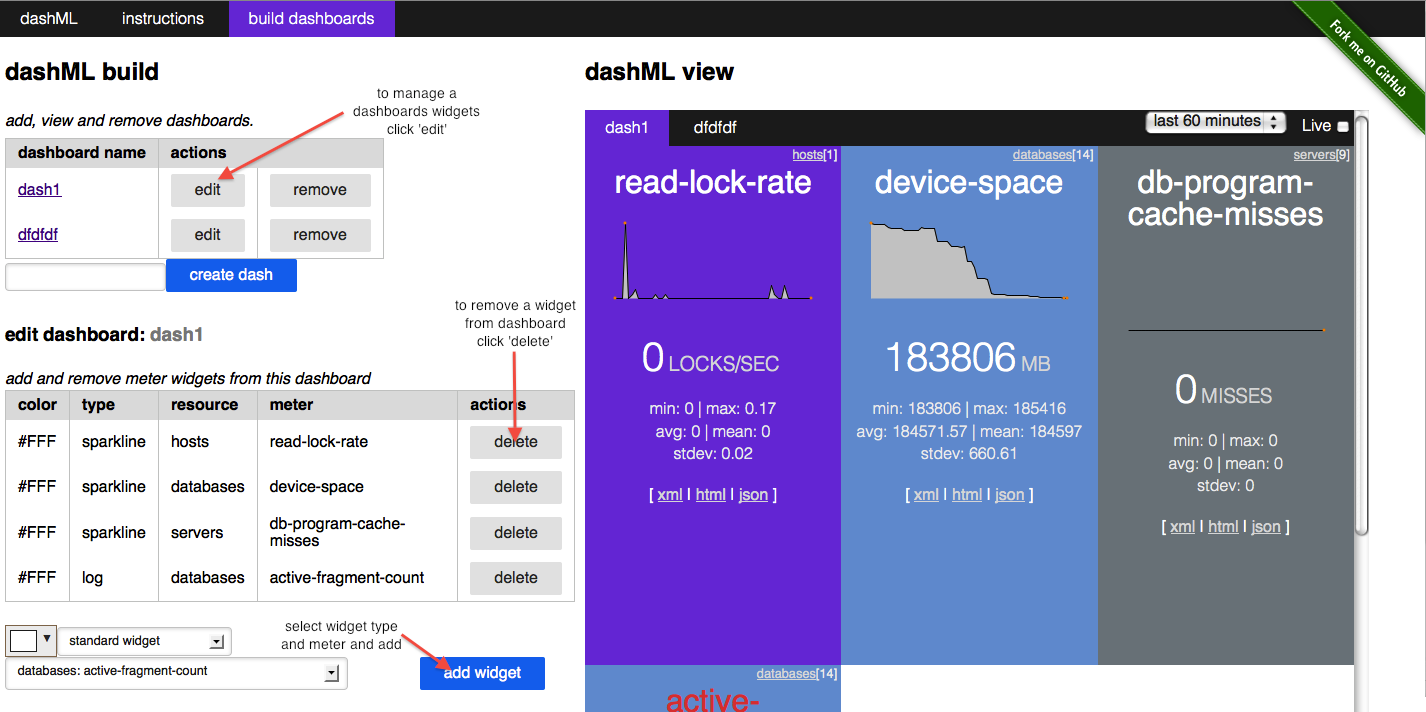 dashML instructions build dashboards
Fork me on GitHub
dashML build
to manage a
dashboards widgets
click 'edit'
add, view and remove dashboards.
dashboard name actions
dash1 edit remove
dfdfdf edit remove
create dash
to remove a widget
from dashboard
click 'delete'
edit dashboard: dash1
add and remove meter widgets from this dashboard
color type resource meter actions
#FFF sparkline hosts read-lock-rate delete
#FFF sparkline databases device-space delete
#FFF sparkline servers db-program-cache-
misses delete
#FFF log databases active-fragment-count delete
select widget type
and meter and add
standard widget
databases: active-fragment-count
add widget
dashML view
dash1 dfdfdf last 60 minutes Live
hosts[1]
read-lock-rate
0 LOCKS/SEC
min: 0 | max: 0.17
avg: 0 | mean: 0
stdev: 0.02
[ xml | html | json ]
databases[14]
device-space
183806 MB
min: 183806 | max: 185416
avg: 184571.57 | mean: 184597
stdev: 660.61
[ xml | html | json ]
servers[9]
db-program-
cache-misses
0 MISSES
min: 0 | max: 0
avg: 0 | mean: 0
stdev: 0
[ xml | html | json ]
databases[14]
active-